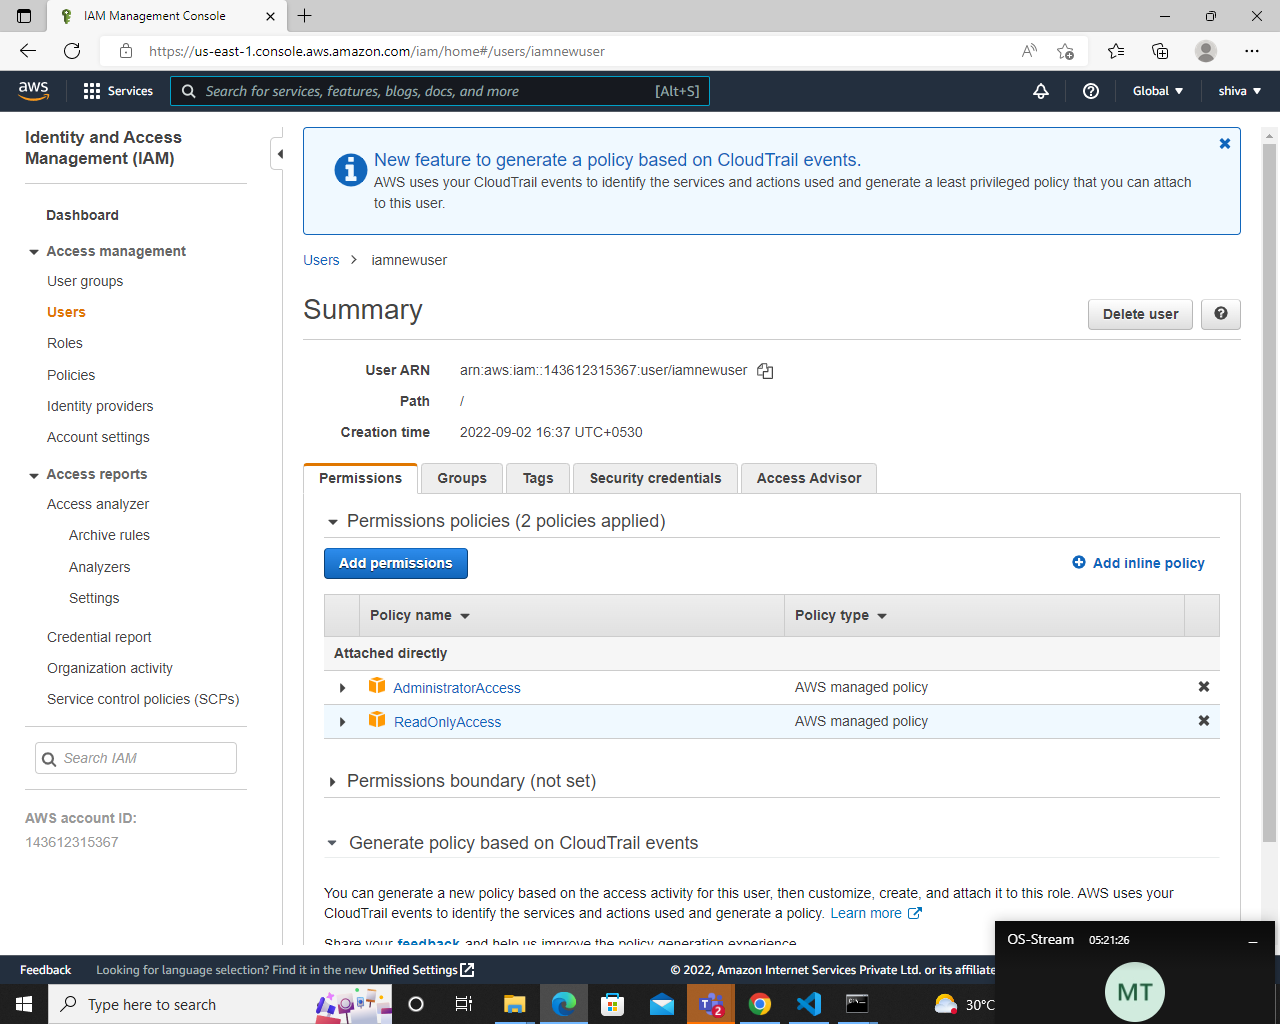 IAM Management Console
https://us-east-1.console.aws.amazon.com/iam/home#/users/iamnewuser
aws
Services
Search for services, features, blogs, docs, and more
[Alt+S]
Global
shiva
Identity and Access
Management (IAM)
Dashboard
Access management
User groups
Users
Roles
Policies
Identity providers
Account settings
Access reports
Access analyzer
Archive rules
Analyzers
Settings
Credential report
Organization activity
Service control policies (SCPs)
Search IAM
AWS account ID:
143612315367
New feature to generate a policy based on CloudTrail events.
AWS uses your CloudTrail events to identify the services and actions used and generate a least privileged policy that you can attach
to this user.
Users > iamnewuser
Summary
Delete user
User ARN arn:aws:iam::143612315367:user/iamnewuser
Path /
Creation time 2022-09-02 16:37 UTC+0530
Permissions Groups Tags Security credentials Access Advisor
Permissions policies (2 policies applied)
Add permissions
Add inline policy
Policy name Policy type
Attached directly
AdministratorAccess AWS managed policy
ReadOnlyAccess AWS managed policy
Permissions boundary (not set)
Generate policy based on CloudTrail events
You can generate a new policy based on the access activity for this user, then customize, create, and attach it to this role. AWS uses your
CloudTrail events to identify the services and actions used and generate a policy. Learn more
Share your feedback and help us improve the policy generation experience
OS-Stream 05:21:26
MT
Feedback Looking for language selection? Find it in the new Unified Settings
© 2022, Amazon Internet Services Private Ltd. or its affiliate
Type here to search
2
30°C